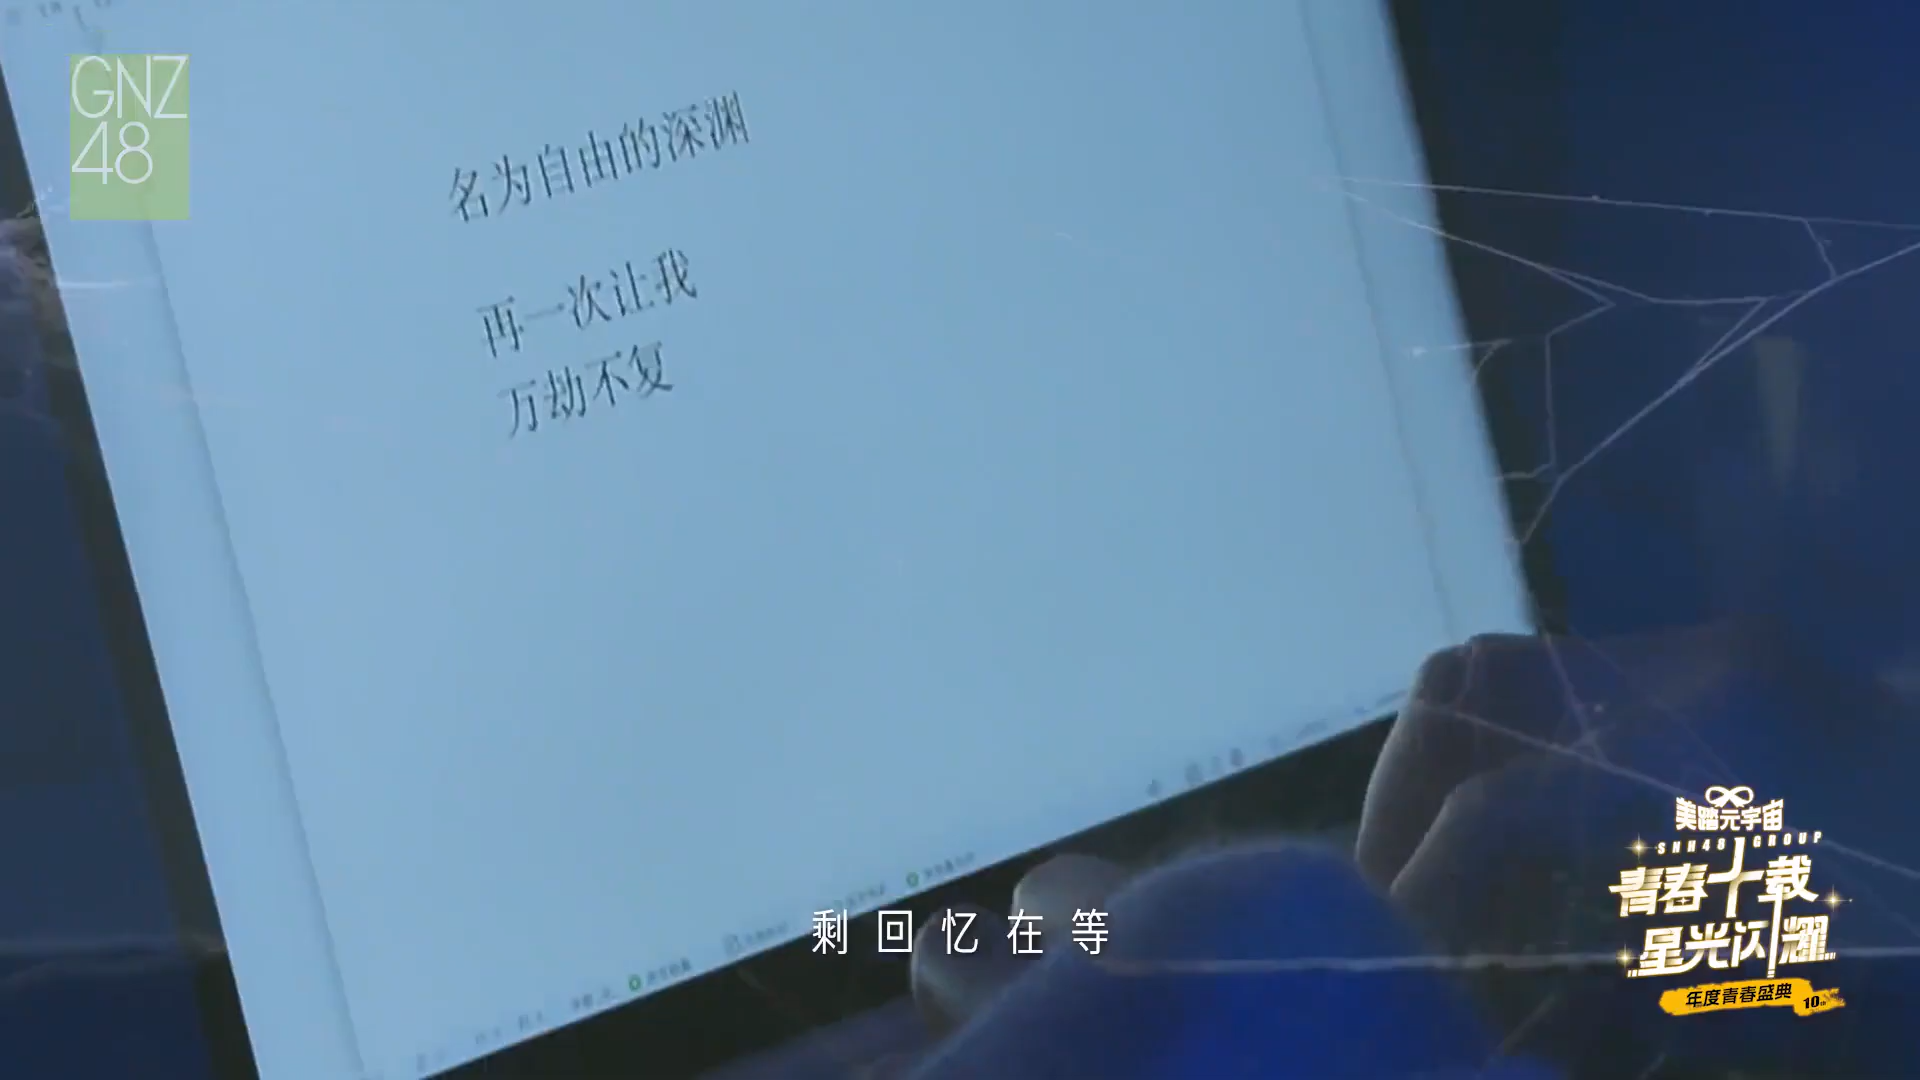 GNZ
48
名为自由的深渊
再一次让我
万劫不复
剩回忆在等
美踏元宇宙
SNH48 GROUP
青春十载
星光闪耀
年度青春盛典 10th